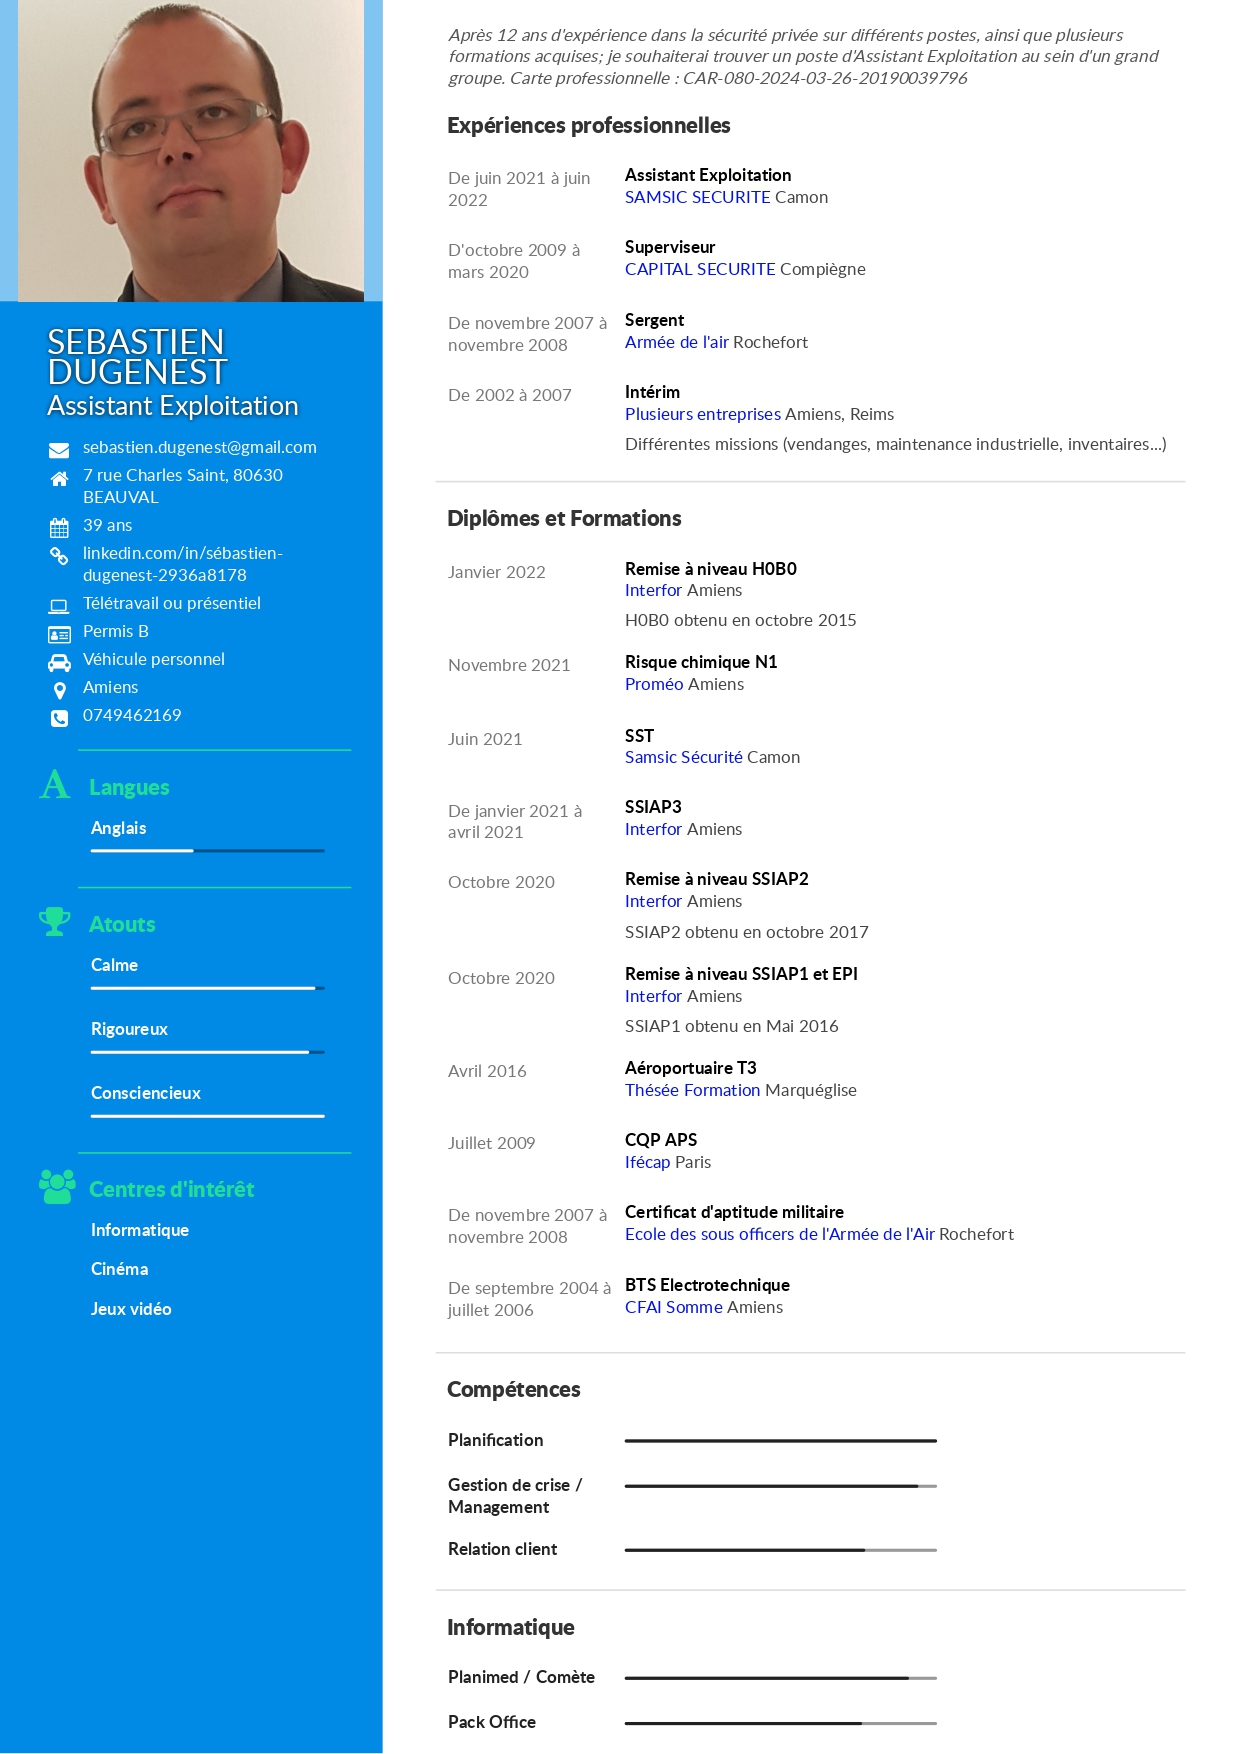 SEBASTIEN
DUGENEST
Assistant Exploitation
sebastien.dugenest@gmail.com
7 rue Charles Saint, 80630
BEAUVAL
39 ans
linkedin.com/in/sébastien-
dugenest-2936a8178
Télétravail ou présentiel
Permis B
Véhicule personnel
Amiens
0749462169
Langues
Anglais
Atouts
Calme
Rigoureux
Consciencieux
Centres d'intérêt
Informatique
Cinéma
Jeux vidéo
Après 12 ans d'expérience dans la sécurité privée sur différents postes, ainsi que plusieurs
formations acquises; je souhaiterai trouver un poste d'Assistant Exploitation au sein d'un grand
groupe. Carte professionnelle : CAR-080-2024-03-26-20190039796
Expériences professionnelles
De juin 2021 à juin
2022
Assistant Exploitation
SAMSIC SECURITE Camon
D'octobre 2009 à
mars 2020
Superviseur
CAPITAL SECURITE Compiègne
De novembre 2007 à
novembre 2008
Sergent
Armée de l'air Rochefort
De 2002 à 2007
Intérim
Plusieurs entreprises Amiens, Reims
Différentes missions (vendanges, maintenance industrielle, inventaires...)
Diplômes et Formations
Janvier 2022
Remise à niveau H0B0
Interfor Amiens
H0B0 obtenu en octobre 2015
Novembre 2021
Risque chimique N1
Proméo Amiens
Juin 2021
SST
Samsic Sécurité Camon
De janvier 2021 à
avril 2021
SSIAP3
Interfor Amiens
Octobre 2020
Remise à niveau SSIAP2
Interfor Amiens
SSIAP2 obtenu en octobre 2017
Octobre 2020
Remise à niveau SSIAP1 et EPI
Interfor Amiens
SSIAP1 obtenu en Mai 2016
Avril 2016
Aéroportuaire T3
Thésée Formation Marquéglise
Juillet 2009
CQP APS
Ifécap Paris
De novembre 2007 à
novembre 2008
Certificat d'aptitude militaire
Ecole des sous officers de l'Armée de l'Air Rochefort
De septembre 2004 à
juillet 2006
BTS Electrotechnique
CFAI Somme Amiens
Compétences
Planification
Gestion de crise /
Management
Relation client
Informatique
Planimed / Comète
Pack Office